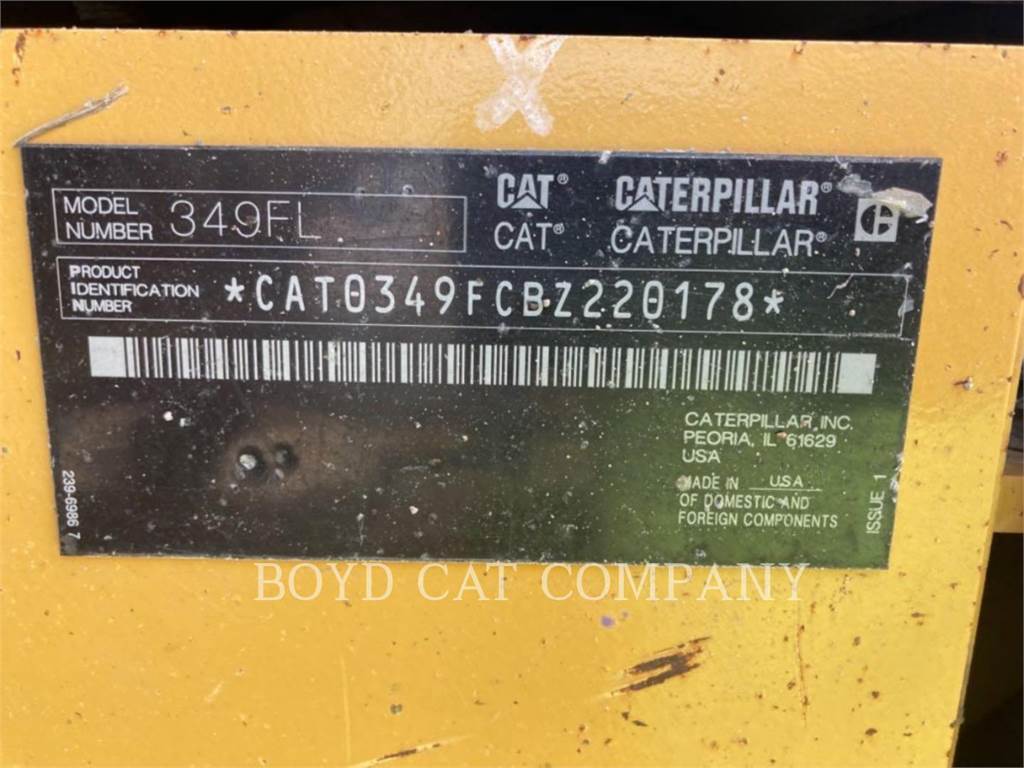 MODEL
NUMBER 349FL
CAT® CATERPILLAR®
CAT® CATERPILLAR®
PRODUCT
IDENTIFICATION
NUMBER
*CAT0349FCBZ220178*
CATERPILLAR, INC.
PEORIA, IL 61629
USA
MADE IN USA
OF DOMESTIC AND
FOREIGN COMPONENTS
239-6986 7
ISSUE 1
BOYD CAT COMPANY